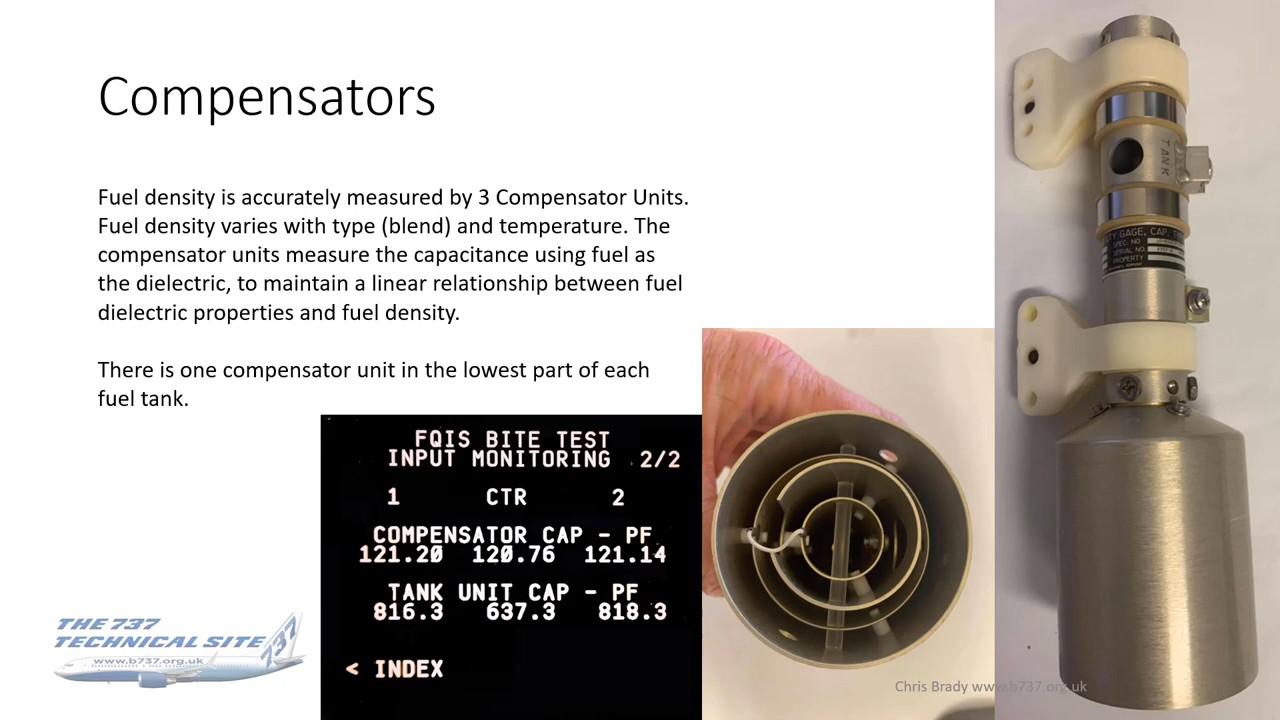 Compensators
Fuel density is accurately measured by 3 Compensator Units.
Fuel density varies with type (blend) and temperature. The
compensator units measure the capacitance using fuel as
the dielectric, to maintain a linear relationship between fuel
dielectric properties and fuel density.
There is one compensator unit in the lowest part of each
fuel tank.
FQIS BITE TEST
INPUT MONITORING 2/2
1 CTR 2
COMPENSATOR CAP - PF
121.20 120.76 121.14
TANK UNIT CAP - PF
816.3 637.3 818.3
< INDEX
THE 737
TECHNICAL SITE
737
www.b737.org.uk
TANK
GAGE, CAP.
SPEC. NO
SERIAL NO.
PROPERTY
Chris Brady www.b737.org.uk